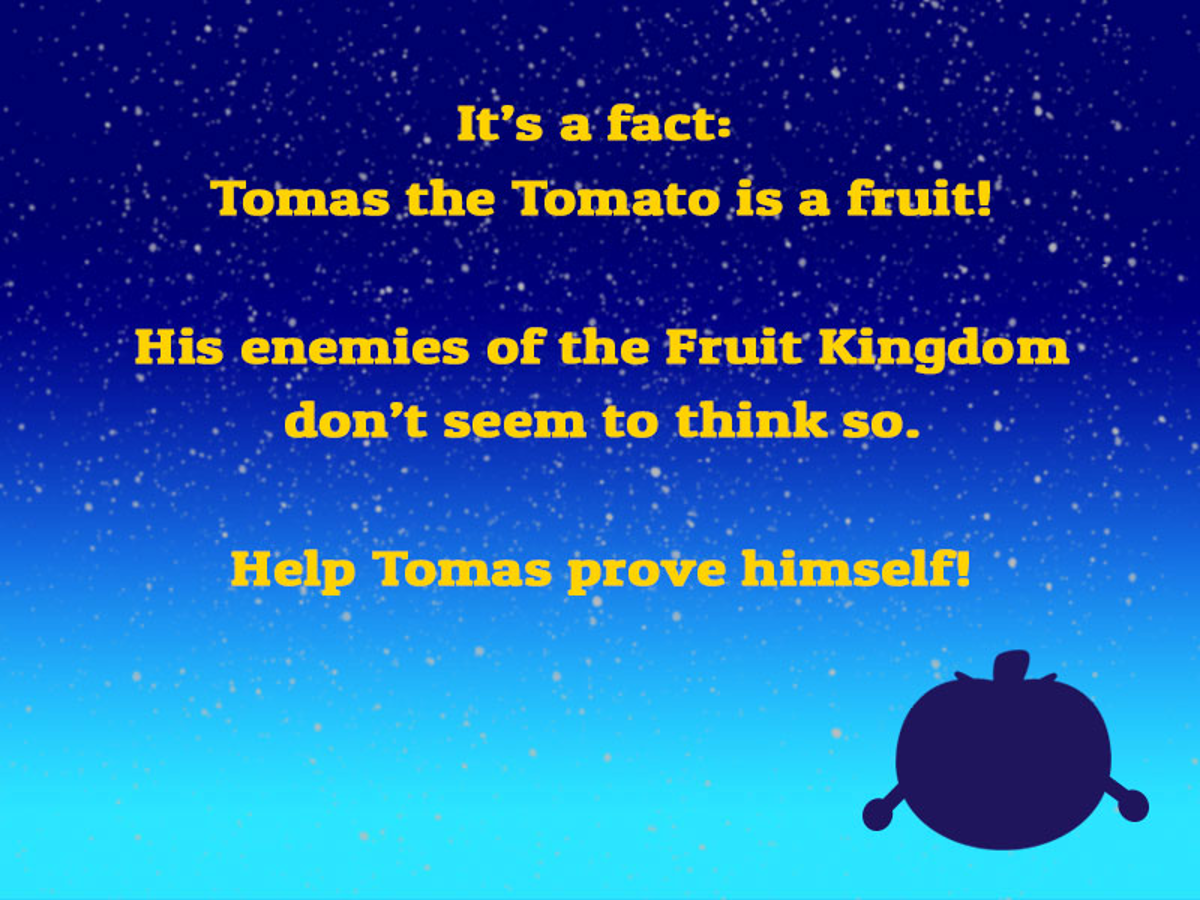 It’s a fact:
Tomas the Tomato is a fruit!
His enemies of the Fruit Kingdom
don’t seem to think so.
Help Tomas prove himself!